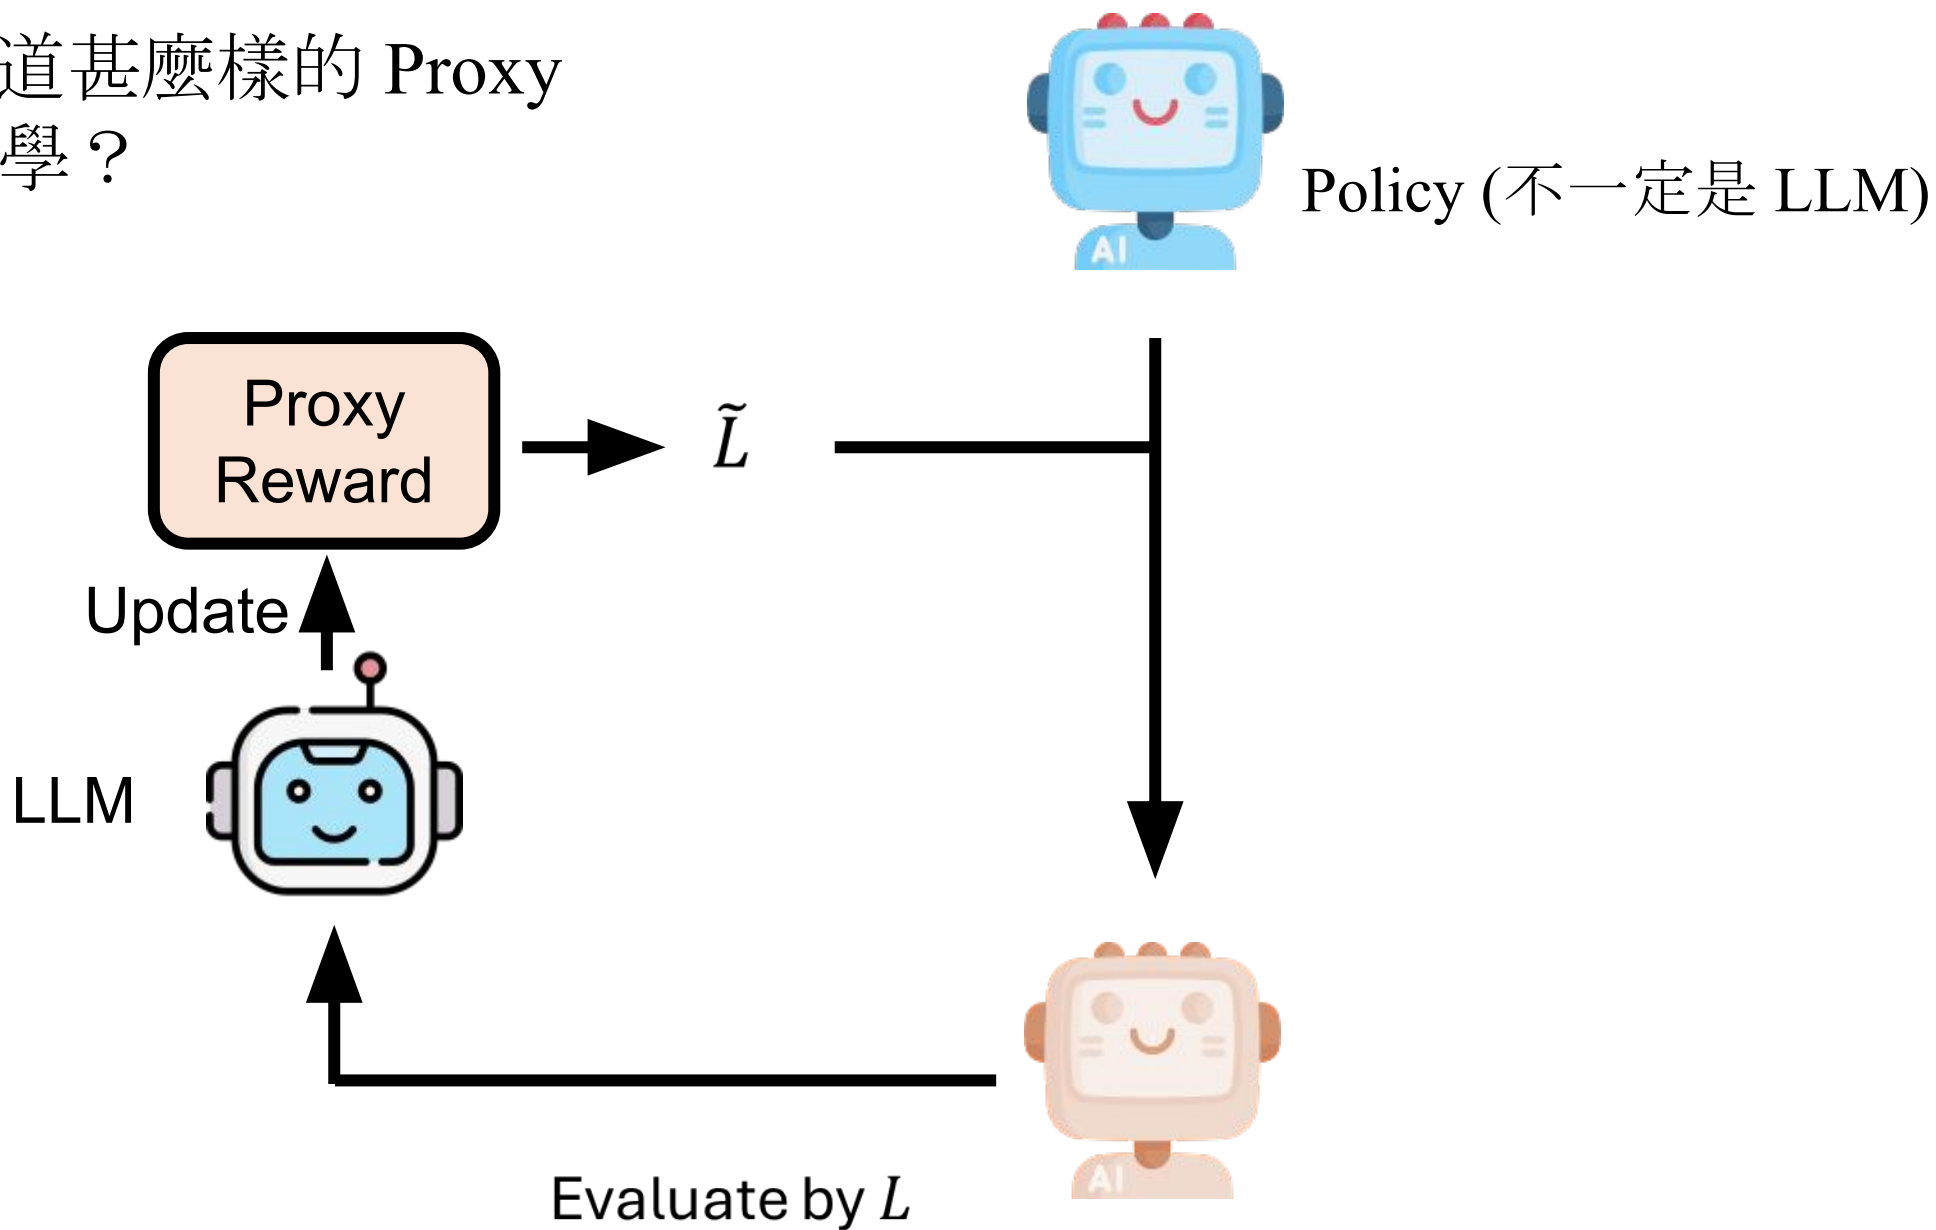 道甚麼樣的 Proxy
學？
Policy (不一定是 LLM)
AI
Proxy
Reward
L̃
Update
LLM
AI
Evaluate by L